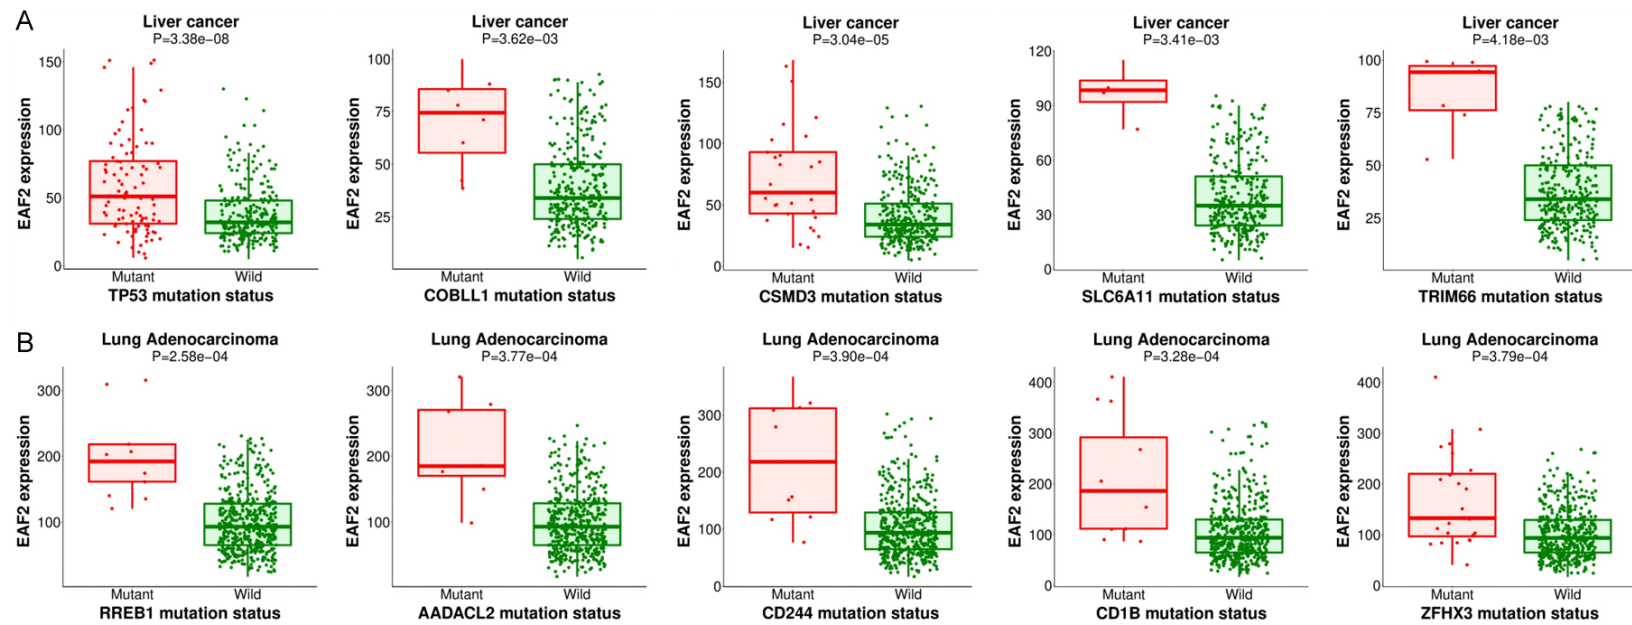 A
Liver cancer
P=3.38e−08
EAF2 expression
150
100
50
0
Mutant Wild
TP53 mutation status
Liver cancer
P=3.62e−03
EAF2 expression
100
75
50
25
Mutant Wild
COBLL1 mutation status
Liver cancer
P=3.04e−05
EAF2 expression
150
100
50
0
Mutant Wild
CSMD3 mutation status
Liver cancer
P=3.41e−03
EAF2 expression
120
90
60
30
0
Mutant Wild
SLC6A11 mutation status
Liver cancer
P=4.18e−03
EAF2 expression
100
75
50
25
Mutant Wild
TRIM66 mutation status
B
Lung Adenocarcinoma
P=2.58e−04
EAF2 expression
300
200
100
Mutant Wild
RREB1 mutation status
Lung Adenocarcinoma
P=3.77e−04
EAF2 expression
300
200
100
Mutant Wild
AADACL2 mutation status
Lung Adenocarcinoma
P=3.90e−04
EAF2 expression
300
200
100
0
Mutant Wild
CD244 mutation status
Lung Adenocarcinoma
P=3.28e−04
EAF2 expression
400
300
200
100
0
Mutant Wild
CD1B mutation status
Lung Adenocarcinoma
P=3.79e−04
EAF2 expression
400
300
200
100
0
Mutant Wild
ZFHX3 mutation status